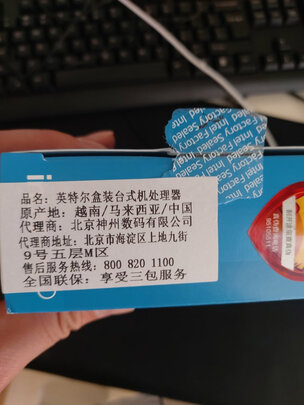 Factory Sealed
Intel Factory
品名：英特尔盒装台式机处理器
原产地：越南/马来西亚/中国
代理商：北京神州数码有限公司
代理商地址：北京市海淀区上地九街
9号五层M区
售后服务热线：800 820 1100
全国联保：享受三包服务